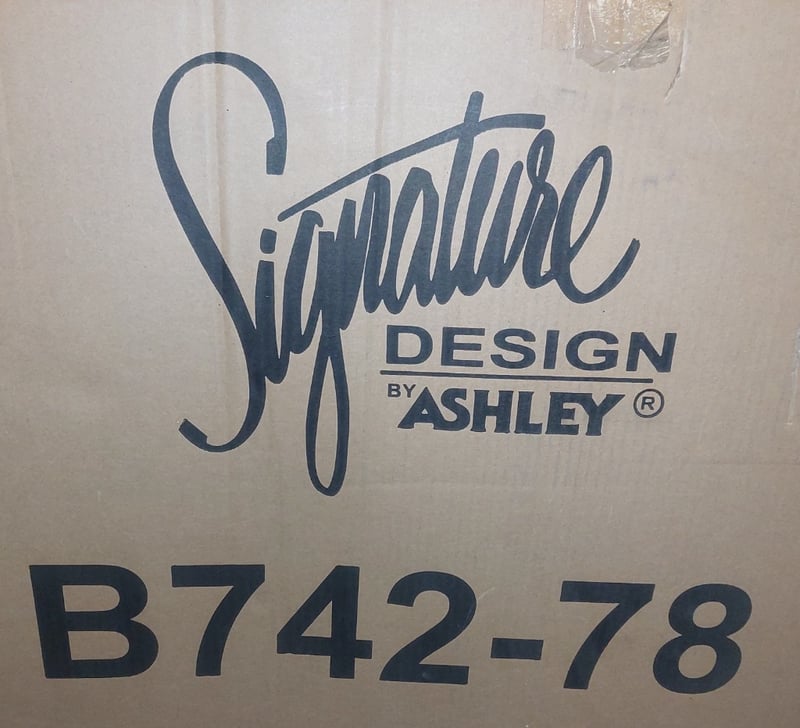 Signature
DESIGN
BY ASHLEY ®
B742-78